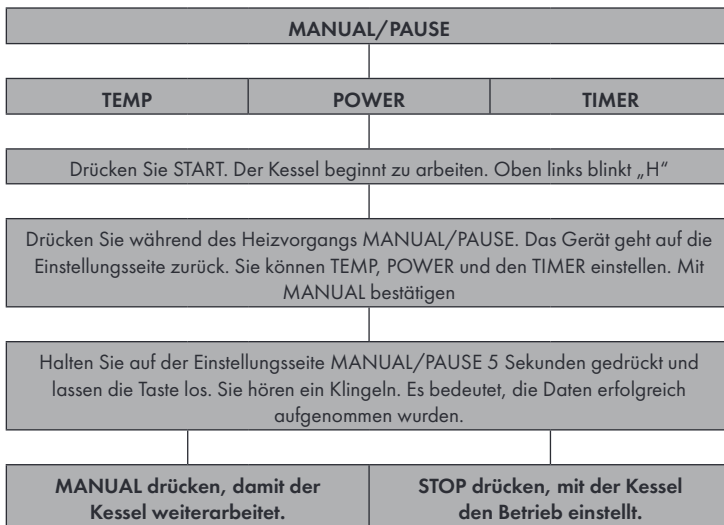 MANUAL/PAUSE
TEMP POWER TIMER
Drücken Sie START. Der Kessel beginnt zu arbeiten. Oben links blinkt „H“
Drücken Sie während des Heizvorgangs MANUAL/PAUSE. Das Gerät geht auf die
Einstellungsseite zurück. Sie können TEMP, POWER und den TIMER einstellen. Mit
MANUAL bestätigen
Halten Sie auf der Einstellungsseite MANUAL/PAUSE 5 Sekunden gedrückt und
lassen die Taste los. Sie hören ein Klingeln. Es bedeutet, die Daten erfolgreich
aufgenommen wurden.
MANUAL drücken, damit der
Kessel weiterarbeitet.
STOP drücken, mit der Kessel
den Betrieb einstellt.